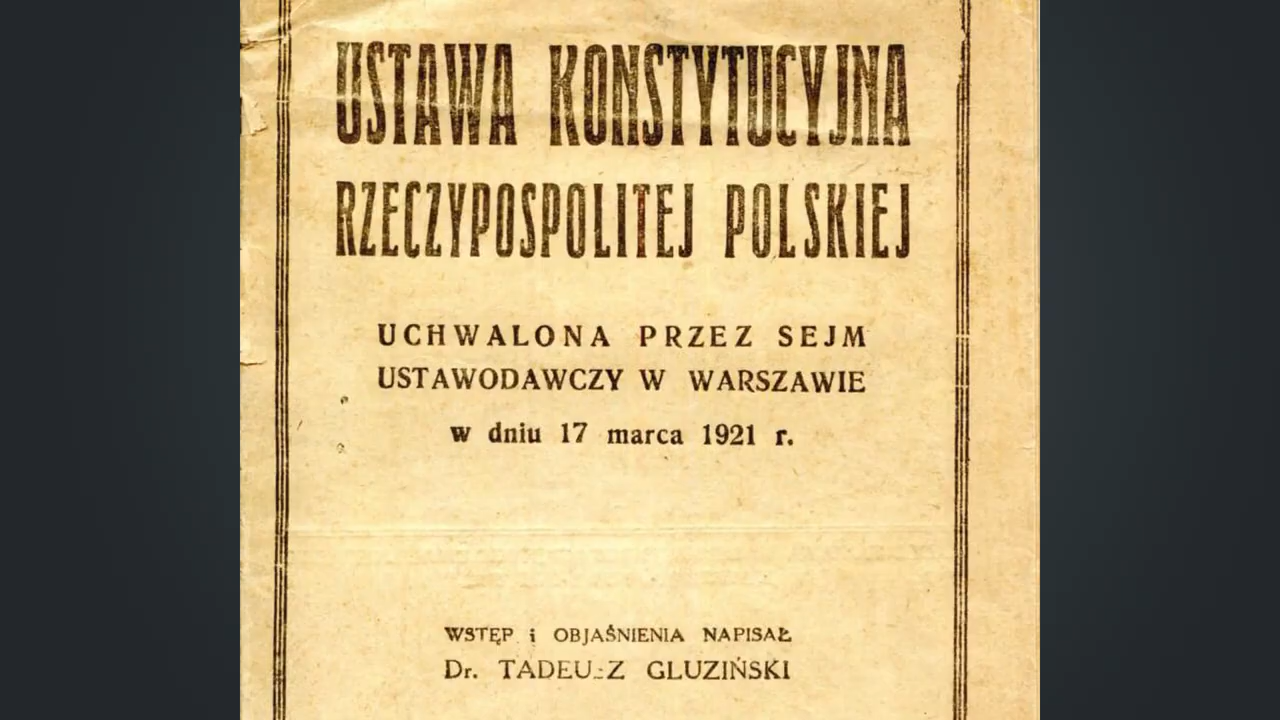 USTAWA KONSTYTUCYJNA
RZECZYPOSPOLITEJ POLSKIEJ
UCHWALONA PRZEZ SEJM
USTAWODAWCZY W WARSZAWIE
w dniu 17 marca 1921 r.
WSTĘP i OBJAŚNIENIA NAPISAŁ
Dr. TADEUSZ GLUZIŃSKI